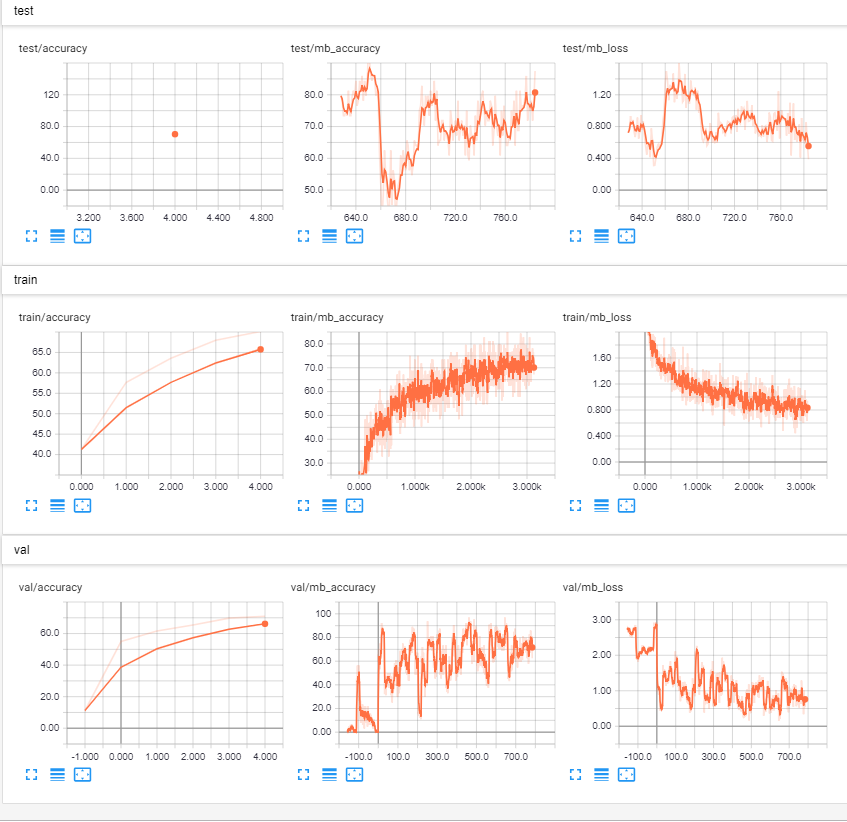 test
test/accuracy test/mb_accuracy test/mb_loss
120 80.0 40.0 0.00
3.200 3.600 4.000 4.400 4.800
80.0 70.0 60.0 50.0
640.0 680.0 720.0 760.0
1.20 0.800 0.400 0.00
640.0 680.0 720.0 760.0
train
train/accuracy train/mb_accuracy train/mb_loss
65.0 60.0 55.0 50.0 45.0 40.0
0.000 1.000 2.000 3.000 4.000
80.0 70.0 60.0 50.0 40.0 30.0
0.000 1.000k 2.000k 3.000k
1.60 1.20 0.800 0.400 0.00
0.000 1.000k 2.000k 3.000k
val
val/accuracy val/mb_accuracy val/mb_loss
60.0 40.0 20.0 0.00
-1.000 0.000 1.000 2.000 3.000 4.000
100 80.0 60.0 40.0 20.0 0.00
-100.0 100.0 300.0 500.0 700.0
3.00 2.00 1.00 0.00
-100.0 100.0 300.0 500.0 700.0